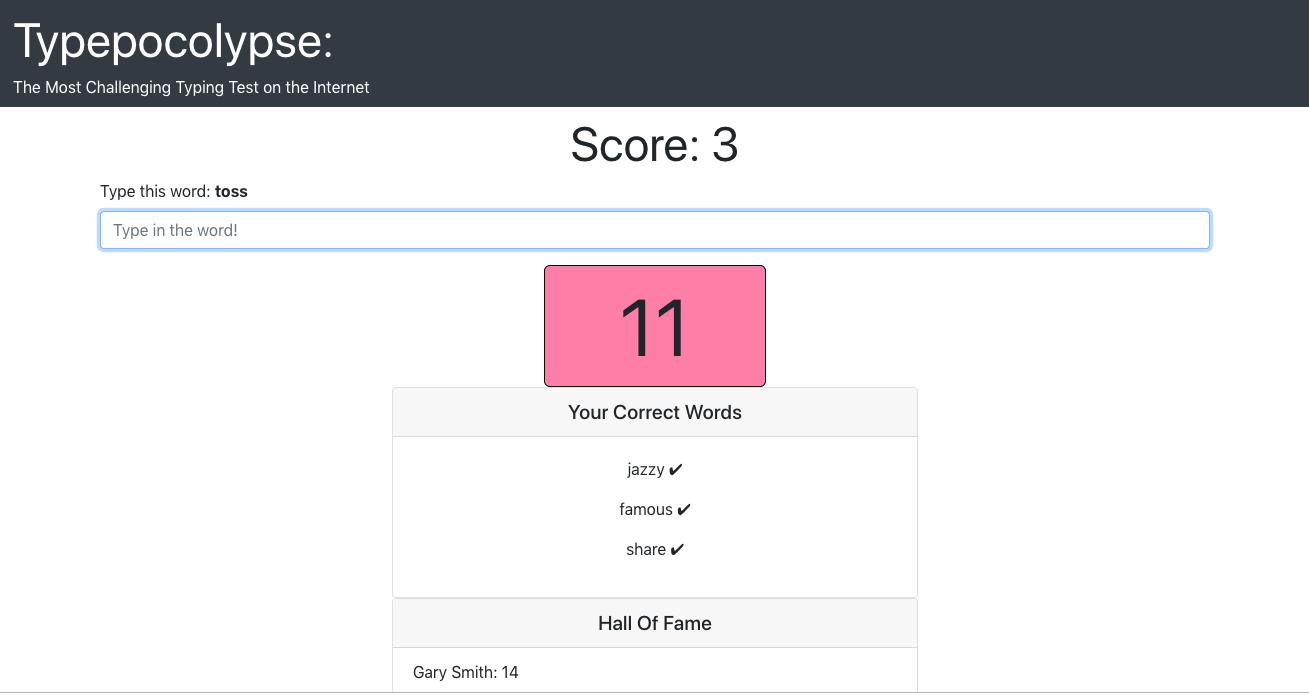 Typepocolypse:
The Most Challenging Typing Test on the Internet
Score: 3
Type this word: toss
Type in the word!
11
Your Correct Words
jazzy ✔
famous ✔
share ✔
Hall Of Fame
Gary Smith: 14